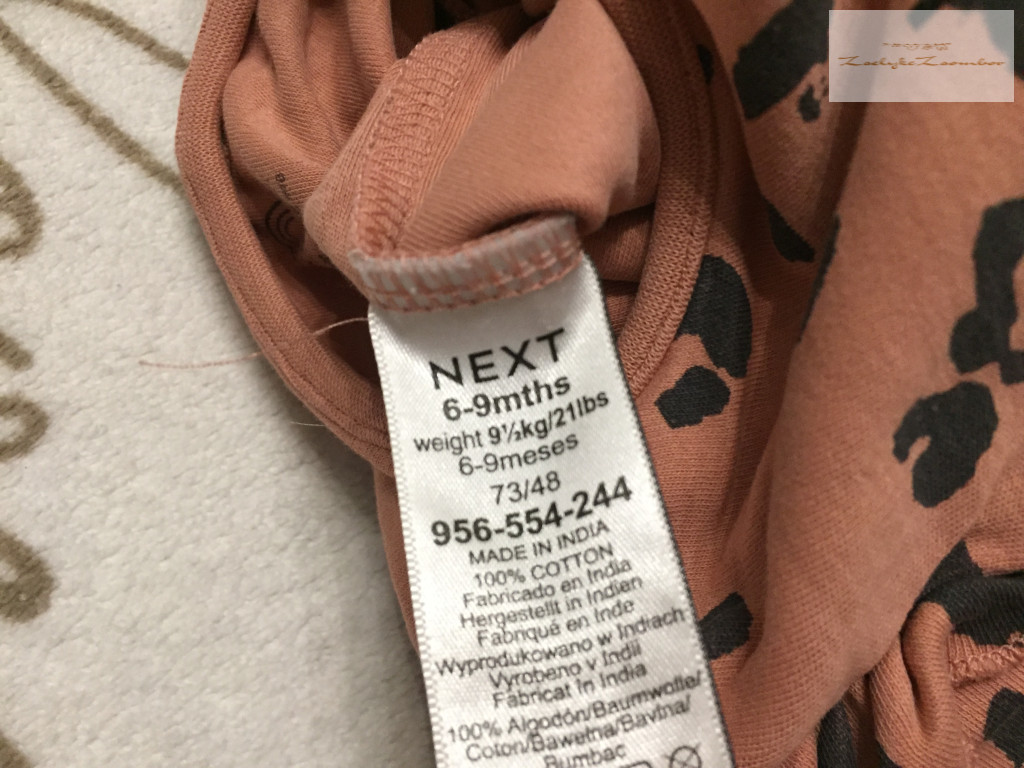 NEXT
6-9mths
weight 9½kg/21lbs
6-9meses
73/48
956-554-244
MADE IN INDIA
100% COTTON
Fabricado en India
Hergestellt in Indien
Fabriqué en Inde
Wyprodukowano w Indiach
Vyrobeno v Indii
Fabricat în India
100% Algodón/Baumwolle/
Coton/Bawełna/Bavlna/
Bumbac